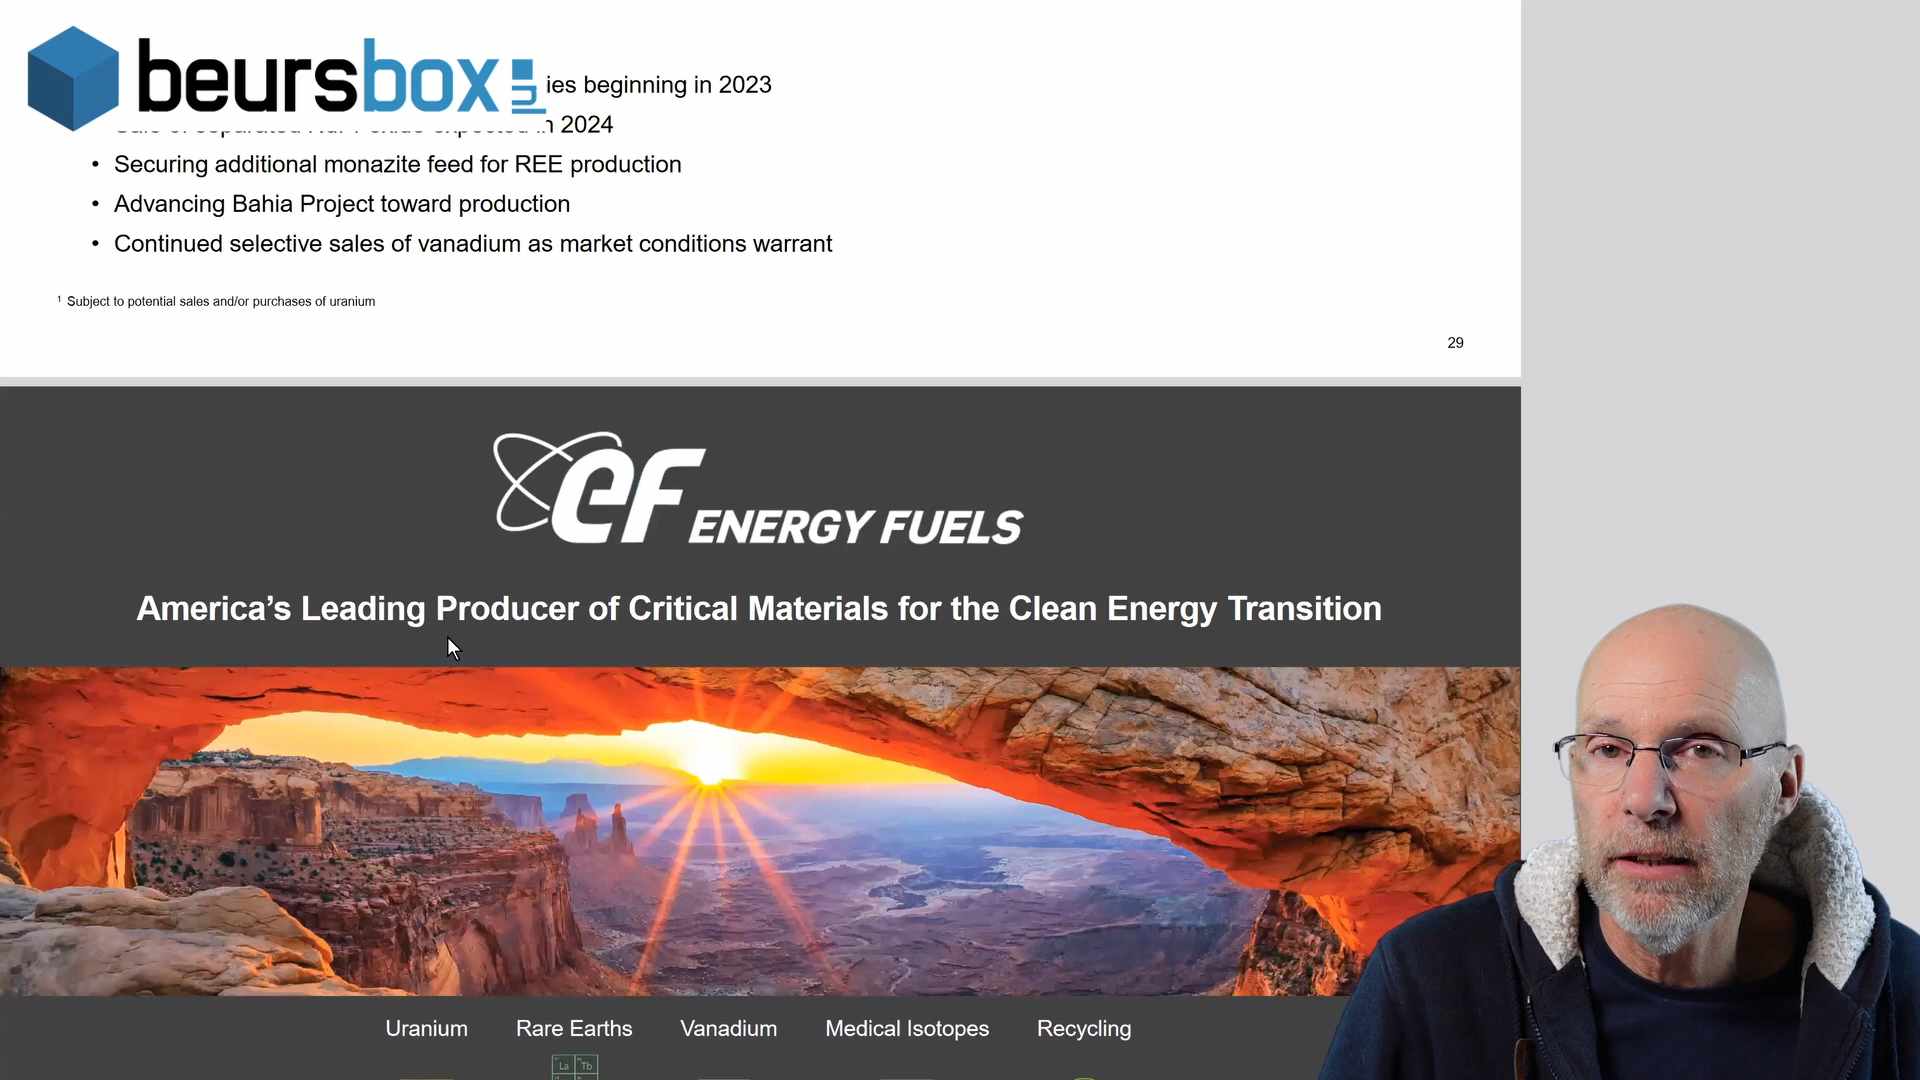 beursbox.nl
ies beginning in 2023
in 2024
• Securing additional monazite feed for REE production
• Advancing Bahia Project toward production
• Continued selective sales of vanadium as market conditions warrant
1 Subject to potential sales and/or purchases of uranium
29
eF ENERGY FUELS
America's Leading Producer of Critical Materials for the Clean Energy Transition
Uranium Rare Earths Vanadium Medical Isotopes Recycling
La Tb